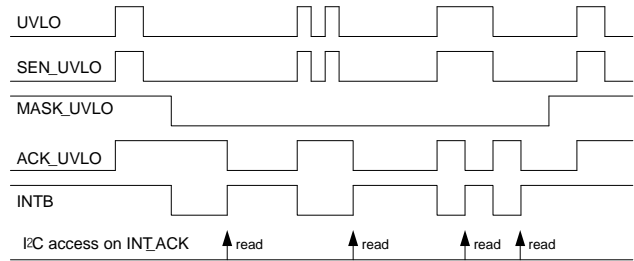 UVLO
SEN_UVLO
MASK_UVLO
ACK_UVLO
INTB
I2C access on INT_ACK read read read read